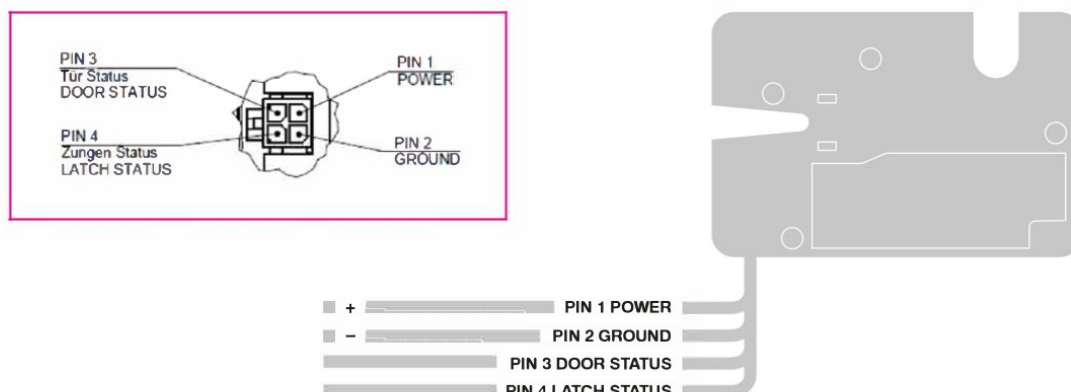 PIN 3
Tür Status
DOOR STATUS
PIN 1
POWER
PIN 4
Zungen Status
LATCH STATUS
PIN 2
GROUND
+ PIN 1 POWER
- PIN 2 GROUND
PIN 3 DOOR STATUS
PIN 4 LATCH STATUS